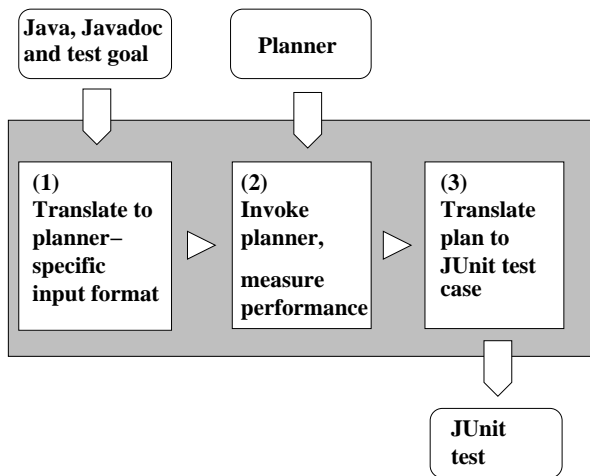 Java, Javadoc
and test goal
Planner
(1)
Translate to
planner–
specific
input format
(2)
Invoke
planner,
measure
performance
(3)
Translate
plan to
JUnit test
case
JUnit
test